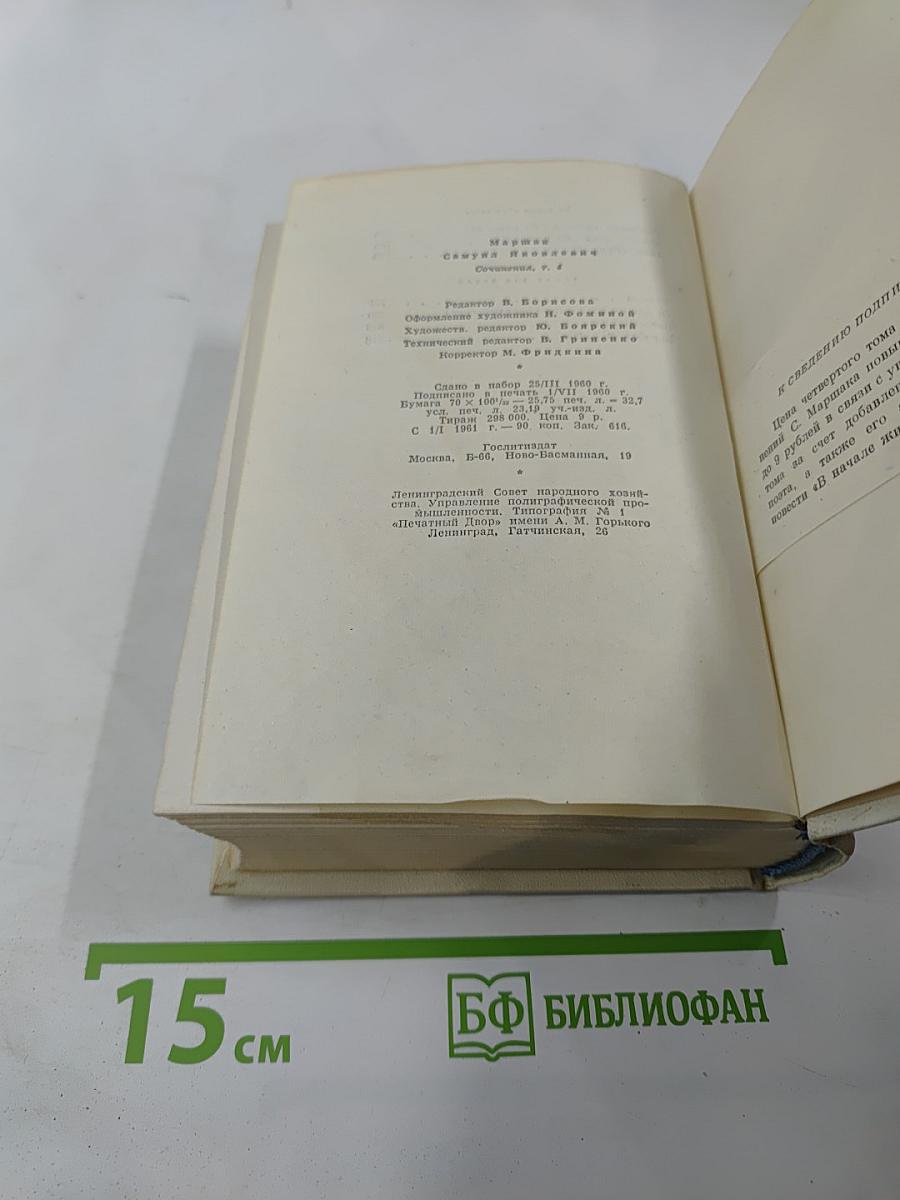 Маршак
Самуил Яковлевич
Сочинения, т. 4
Редактор В. Борисова
Оформление художника Н. Фоминой
Художеств. редактор Ю. Боярский
Технический редактор В. Гриненко
Корректор М. Фридкина
*
Сдано в набор 25/III 1960 г.
Подписано в печать 1/VII 1960 г.
Бумага 70 × 100¹/₃₂ — 25,75 печ. л. = 32,7
усл. печ. л. 23,19 уч.-изд. л.
Тираж 298 000. Цена 9 р.
С 1/I 1961 г. — 90 коп. Зак. 616.
Гослитиздат
Москва, Б-66, Ново-Басманная, 19
*
Ленинградский Совет народного хозяй-
ства. Управление полиграфической про-
мышленности. Типография № 1
«Печатный Двор» имени А. М. Горького
Ленинград, Гатчинская, 26
К СВЕДЕНИЮ ПОДПИ
Цена четвертого тома
нений С. Маршака повы
до 9 рублей в связи с у
тома за счет добавле
поэта, а также его
повести «В начале жи
15 см
БФ БИБЛИОФАН